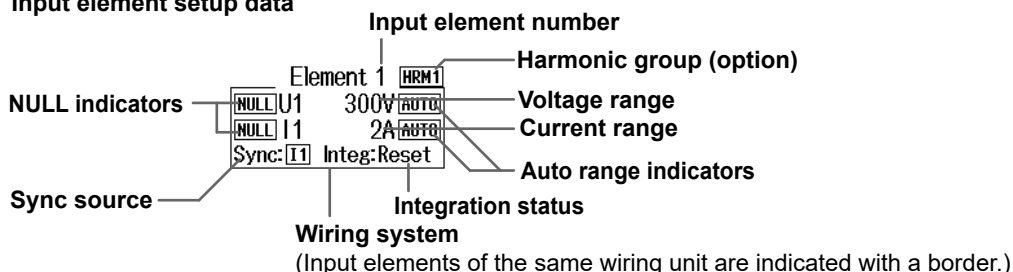 Input element setup data
Input element number
Element 1 HRM1
Harmonic group (option)
NULL indicators
NULL U1 300V AUTO
Voltage range
NULL I1 2A AUTO
Current range
Sync: I1 Integ:Reset
Auto range indicators
Sync source
Integration status
Wiring system
(Input elements of the same wiring unit are indicated with a border.)